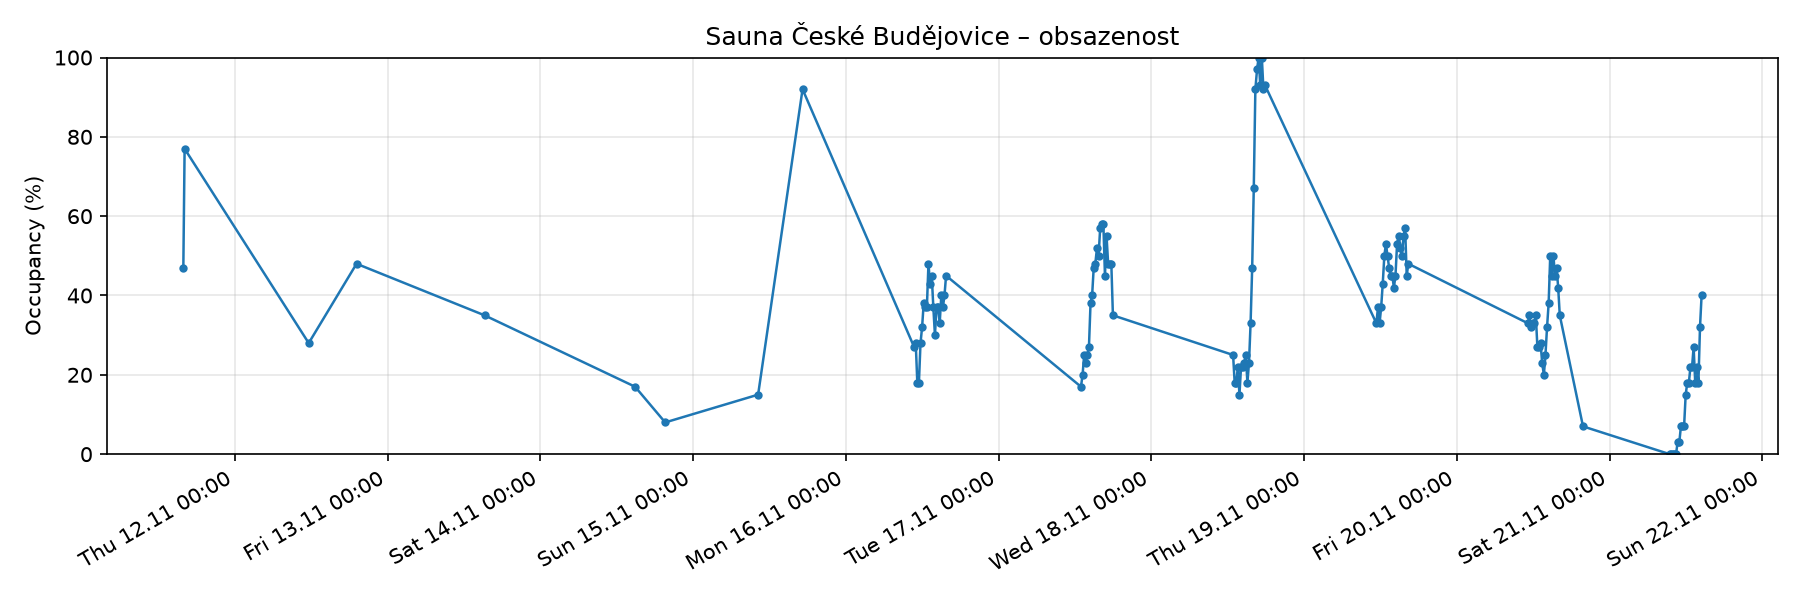 Sauna České Budějovice – obsazenost
Occupancy (%)
100
80
60
40
20
0
Thu 12.11 00:00
Fri 13.11 00:00
Sat 14.11 00:00
Sun 15.11 00:00
Mon 16.11 00:00
Tue 17.11 00:00
Wed 18.11 00:00
Thu 19.11 00:00
Fri 20.11 00:00
Sat 21.11 00:00
Sun 22.11 00:00